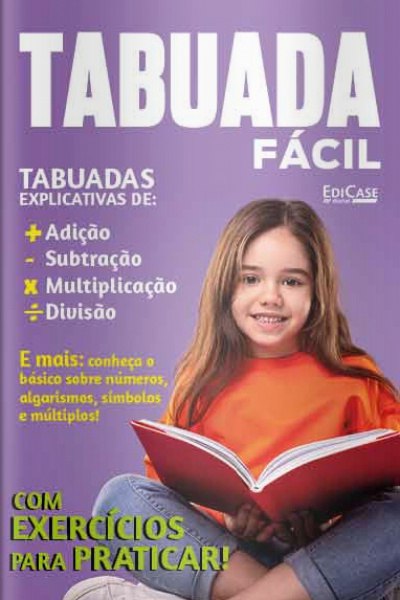 TABUADA
FÁCIL
EDICASE
TABUADAS
EXPLICATIVAS DE:
+ Adição
- Subtração
x Multiplicação
÷ Divisão
E mais: conheça o
básico sobre números,
algarismos, símbolos
e múltiplos!
COM
EXERCÍCIOS
PARA PRATICAR!